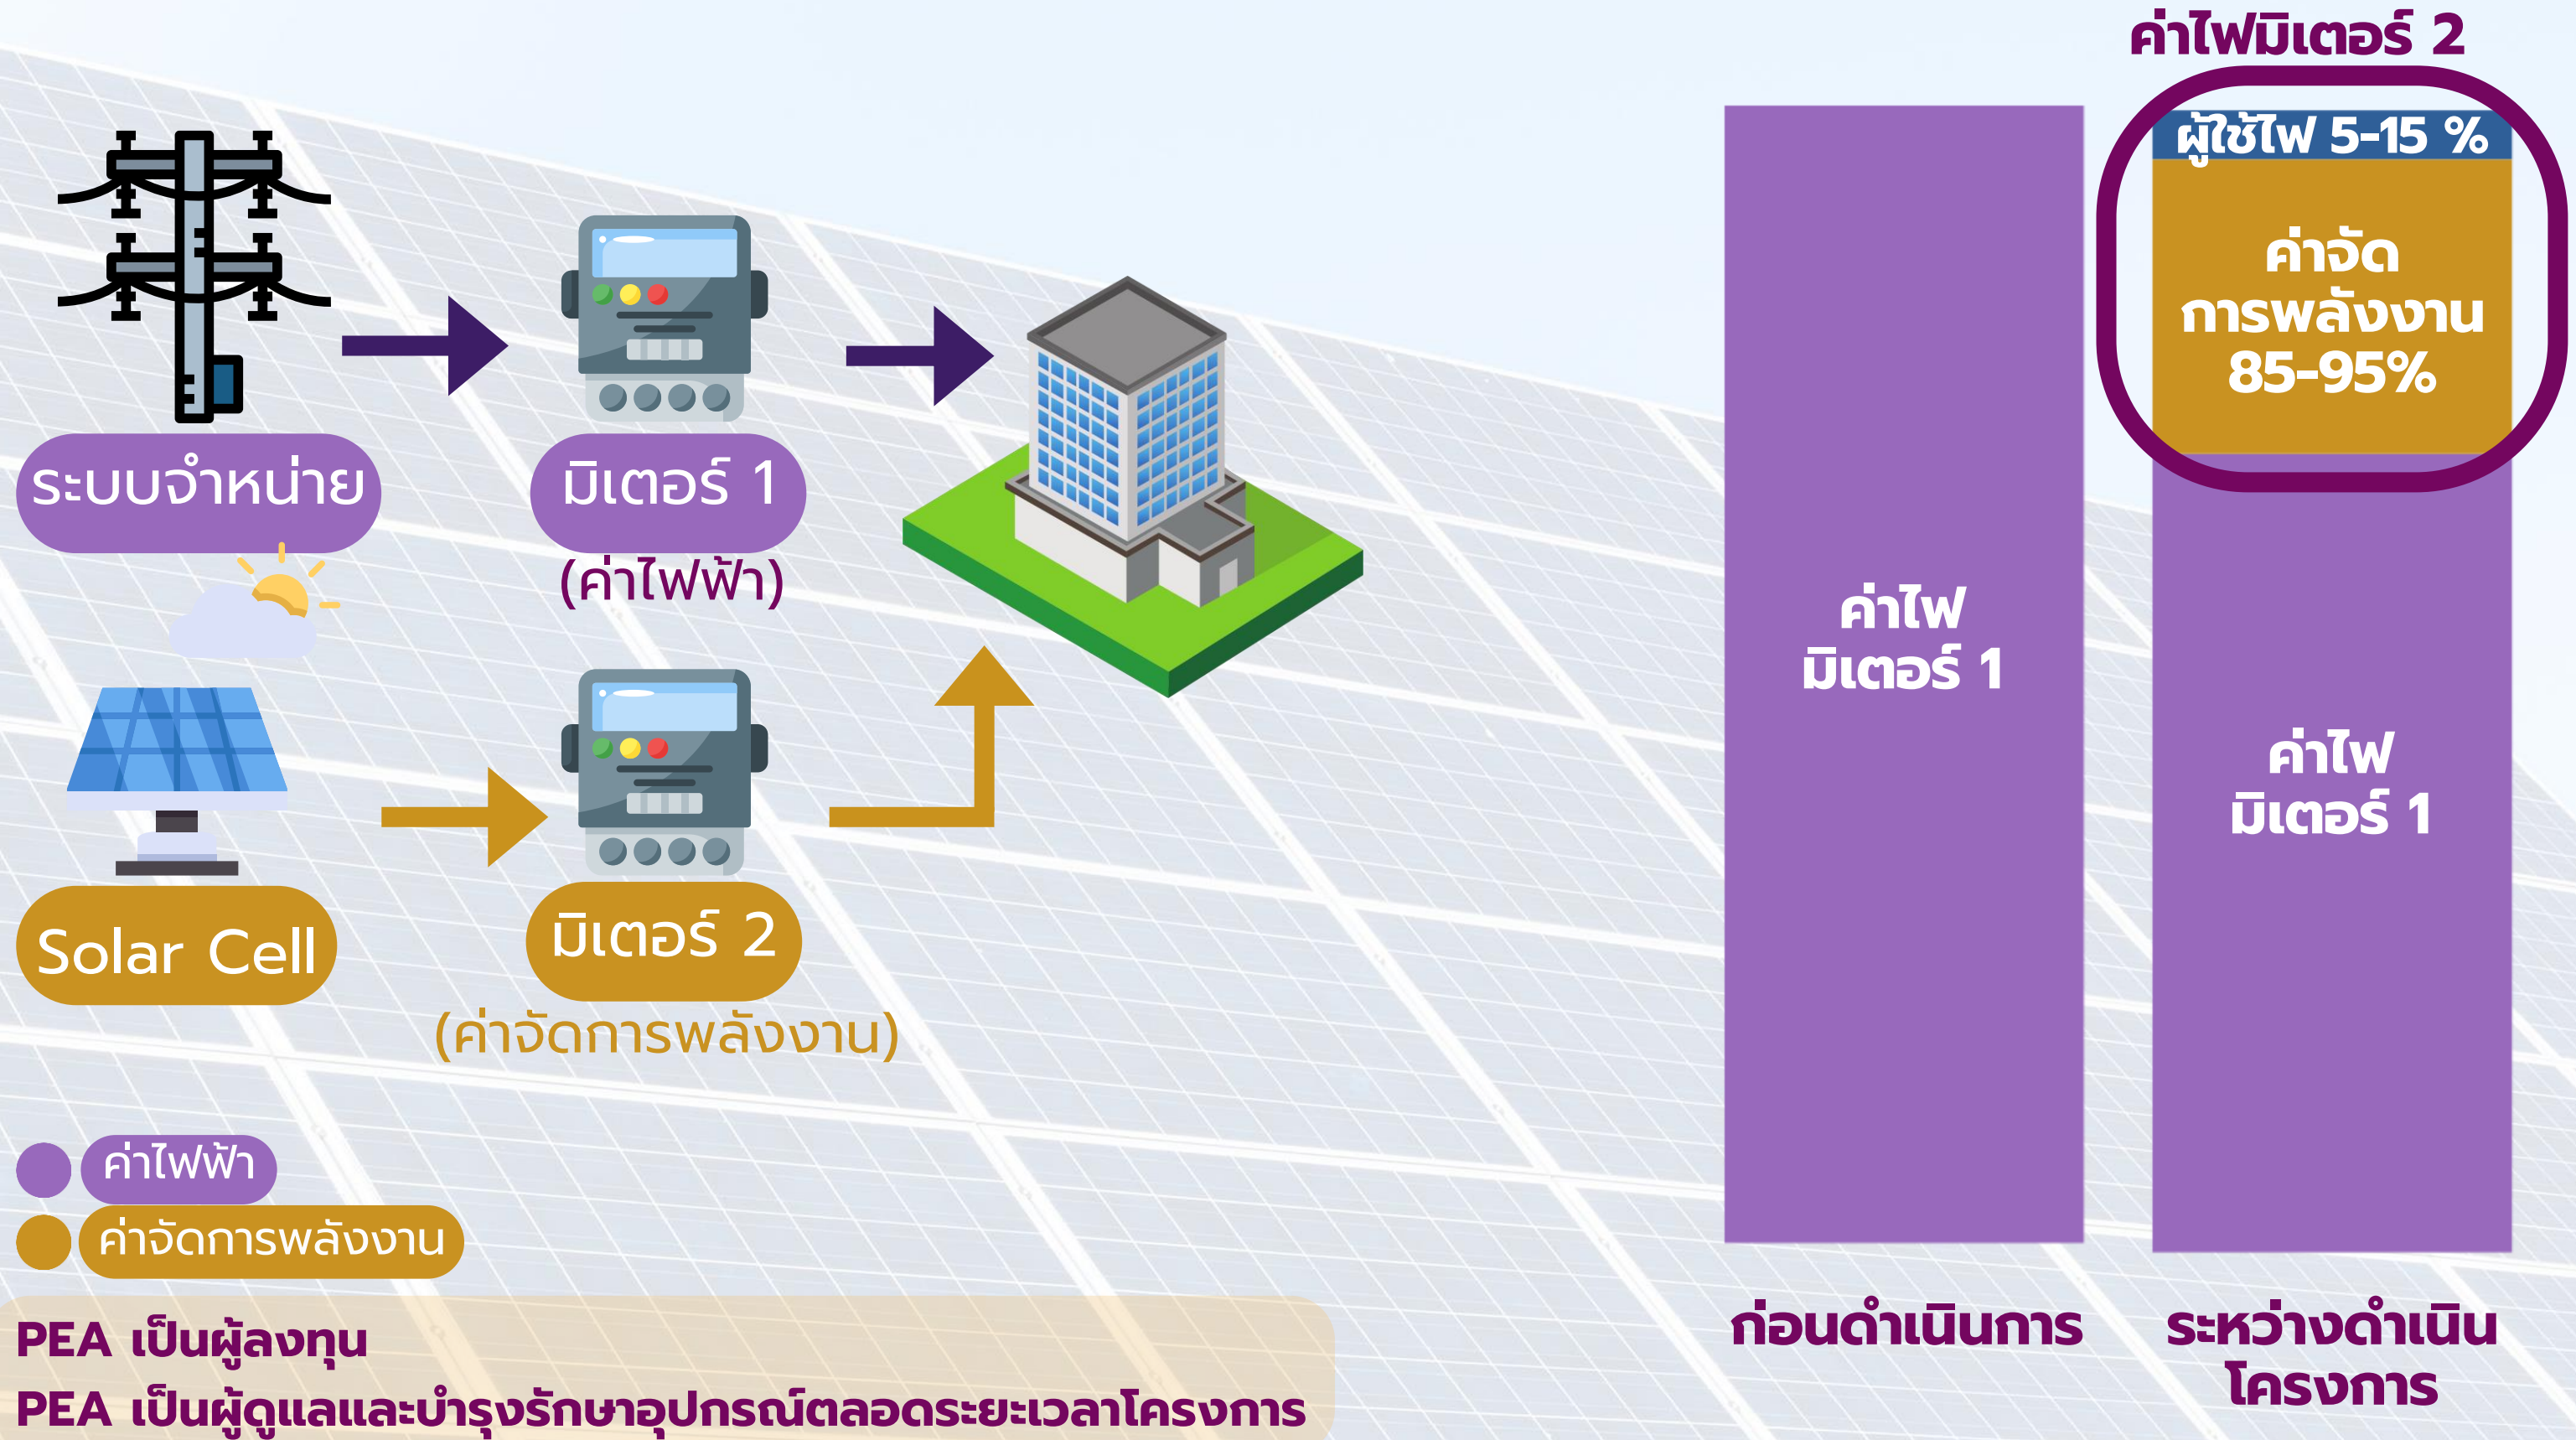 ค่าไฟมิเตอร์ 2
ผู้ใช้ไฟ 5-15 %
ค่าจัด
การพลังงาน
85-95%
ระบบจำหน่าย
มิเตอร์ 1
(ค่าไฟฟ้า)
ค่าไฟ
มิเตอร์ 1
ค่าไฟ
มิเตอร์ 1
Solar Cell
มิเตอร์ 2
(ค่าจัดการพลังงาน)
ค่าไฟฟ้า
ค่าจัดการพลังงาน
ก่อนดำเนินการ
ระหว่างดำเนิน
โครงการ
PEA เป็นผู้ลงทุน
PEA เป็นผู้ดูแลและบำรุงรักษาอุปกรณ์ตลอดระยะเวลาโครงการ